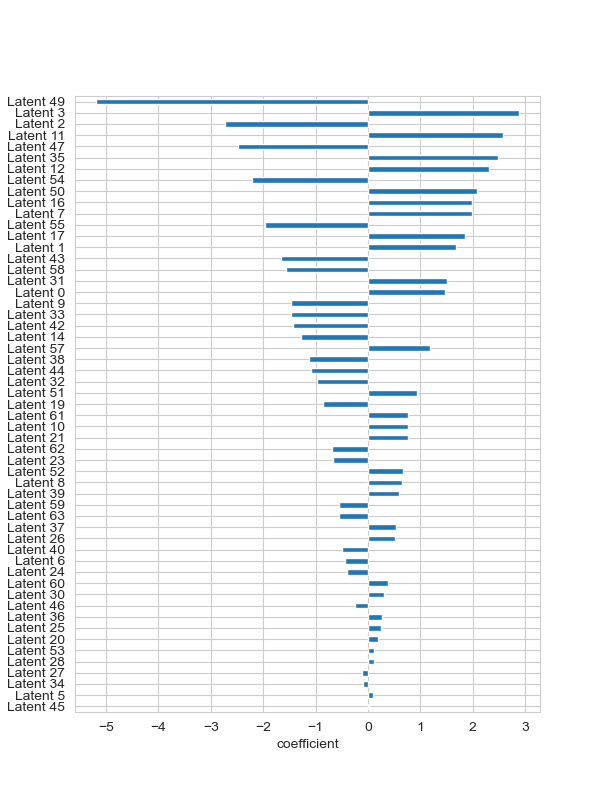 Latent 49
Latent 3
Latent 2
Latent 11
Latent 47
Latent 35
Latent 12
Latent 54
Latent 50
Latent 16
Latent 7
Latent 55
Latent 17
Latent 1
Latent 43
Latent 58
Latent 31
Latent 0
Latent 9
Latent 33
Latent 42
Latent 14
Latent 57
Latent 38
Latent 44
Latent 32
Latent 51
Latent 19
Latent 61
Latent 10
Latent 21
Latent 62
Latent 23
Latent 52
Latent 8
Latent 39
Latent 59
Latent 63
Latent 37
Latent 26
Latent 40
Latent 6
Latent 24
Latent 60
Latent 30
Latent 46
Latent 36
Latent 25
Latent 20
Latent 53
Latent 28
Latent 27
Latent 34
Latent 5
Latent 45
−5 −4 −3 −2 −1 0 1 2 3
coefficient